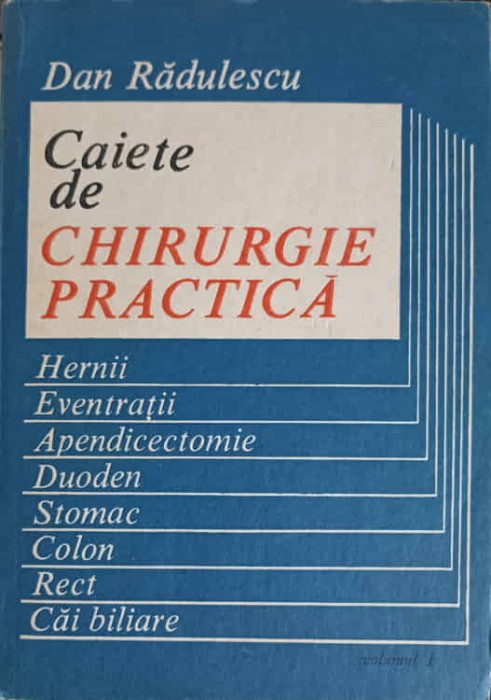 Dan Rădulescu
Caiete
de
CHIRURGIE
PRACTICĂ
Hernii
Eventrații
Apendicectomie
Duoden
Stomac
Colon
Rect
Căi biliare
volumul I